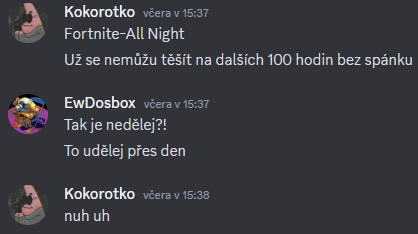 Kokorotko včera v 15:37
Fortnite-All Night
Už se nemůžu těšít na dalších 100 hodin bez spánku
EwDosbox včera v 15:37
Tak je nedělej?!
To udělej přes den
Kokorotko včera v 15:38
nuh uh